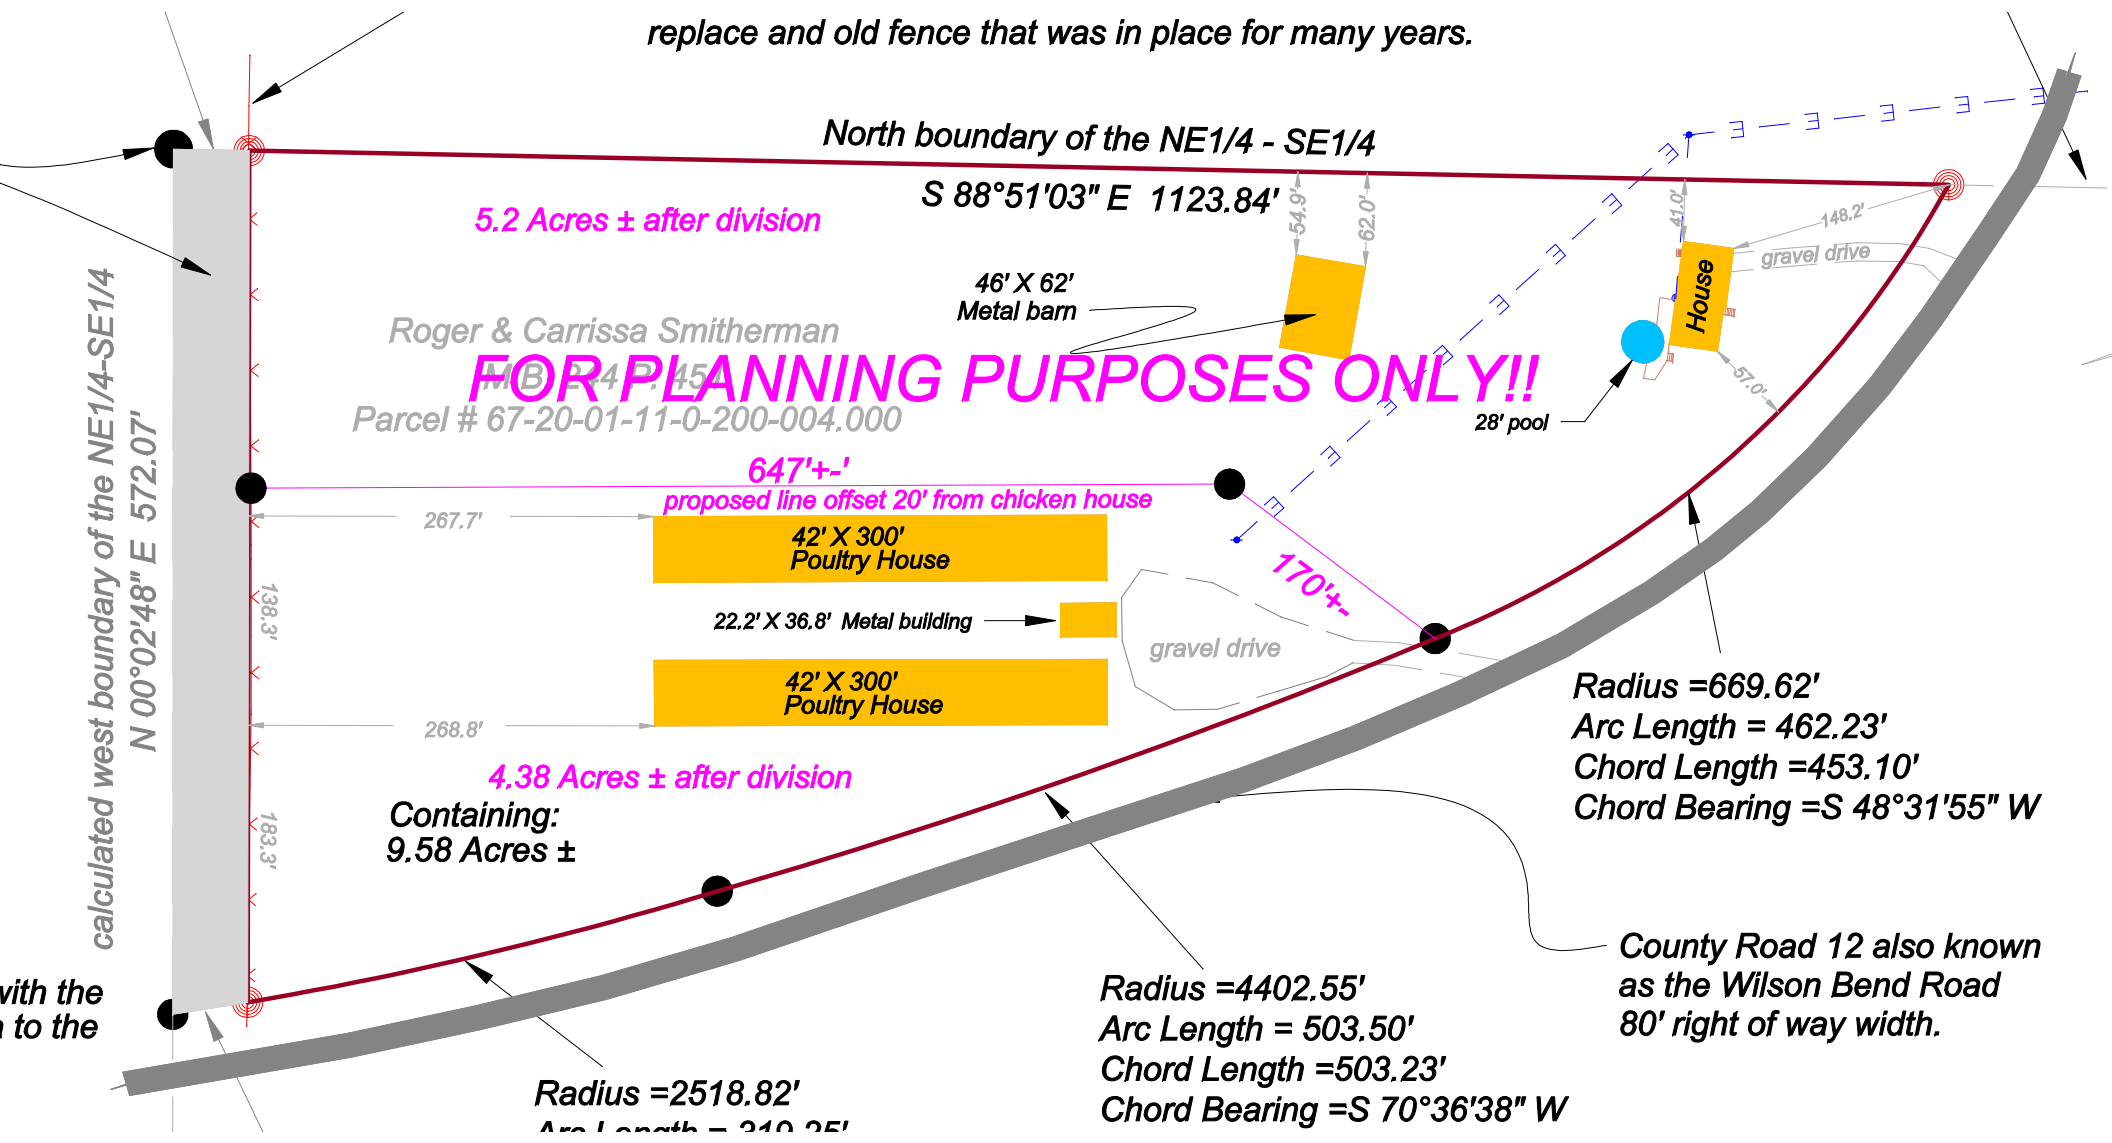 replace and old fence that was in place for many years.
North boundary of the NE1/4 - SE1/4
S 88°51'03" E 1123.84'
5.2 Acres ± after division
54.9'
62.0'
41.0'
148.2'
gravel drive
House
46' X 62'
Metal barn
Roger & Carrissa Smitherman
FOR PLANNING PURPOSES ONLY!!
Parcel # 67-20-01-11-0-200-004.000
57.0'
28' pool
calculated west boundary of the NE1/4-SE1/4
N 00°02'48" E 572.07'
647'+-'
proposed line offset 20' from chicken house
267.7'
42' X 300'
Poultry House
170'+-
138.3'
22.2' X 36.8' Metal building
gravel drive
42' X 300'
Poultry House
268.8'
4.38 Acres ± after division
Containing:
9.58 Acres ±
183.3'
Radius =669.62'
Arc Length = 462.23'
Chord Length =453.10'
Chord Bearing =S 48°31'55" W
with the
to the
County Road 12 also known
as the Wilson Bend Road
80' right of way width.
Radius =4402.55'
Arc Length = 503.50'
Chord Length =503.23'
Chord Bearing =S 70°36'38" W
Radius =2518.82'
Arc Length = 319.25'
E E E E E E E E E E E E E